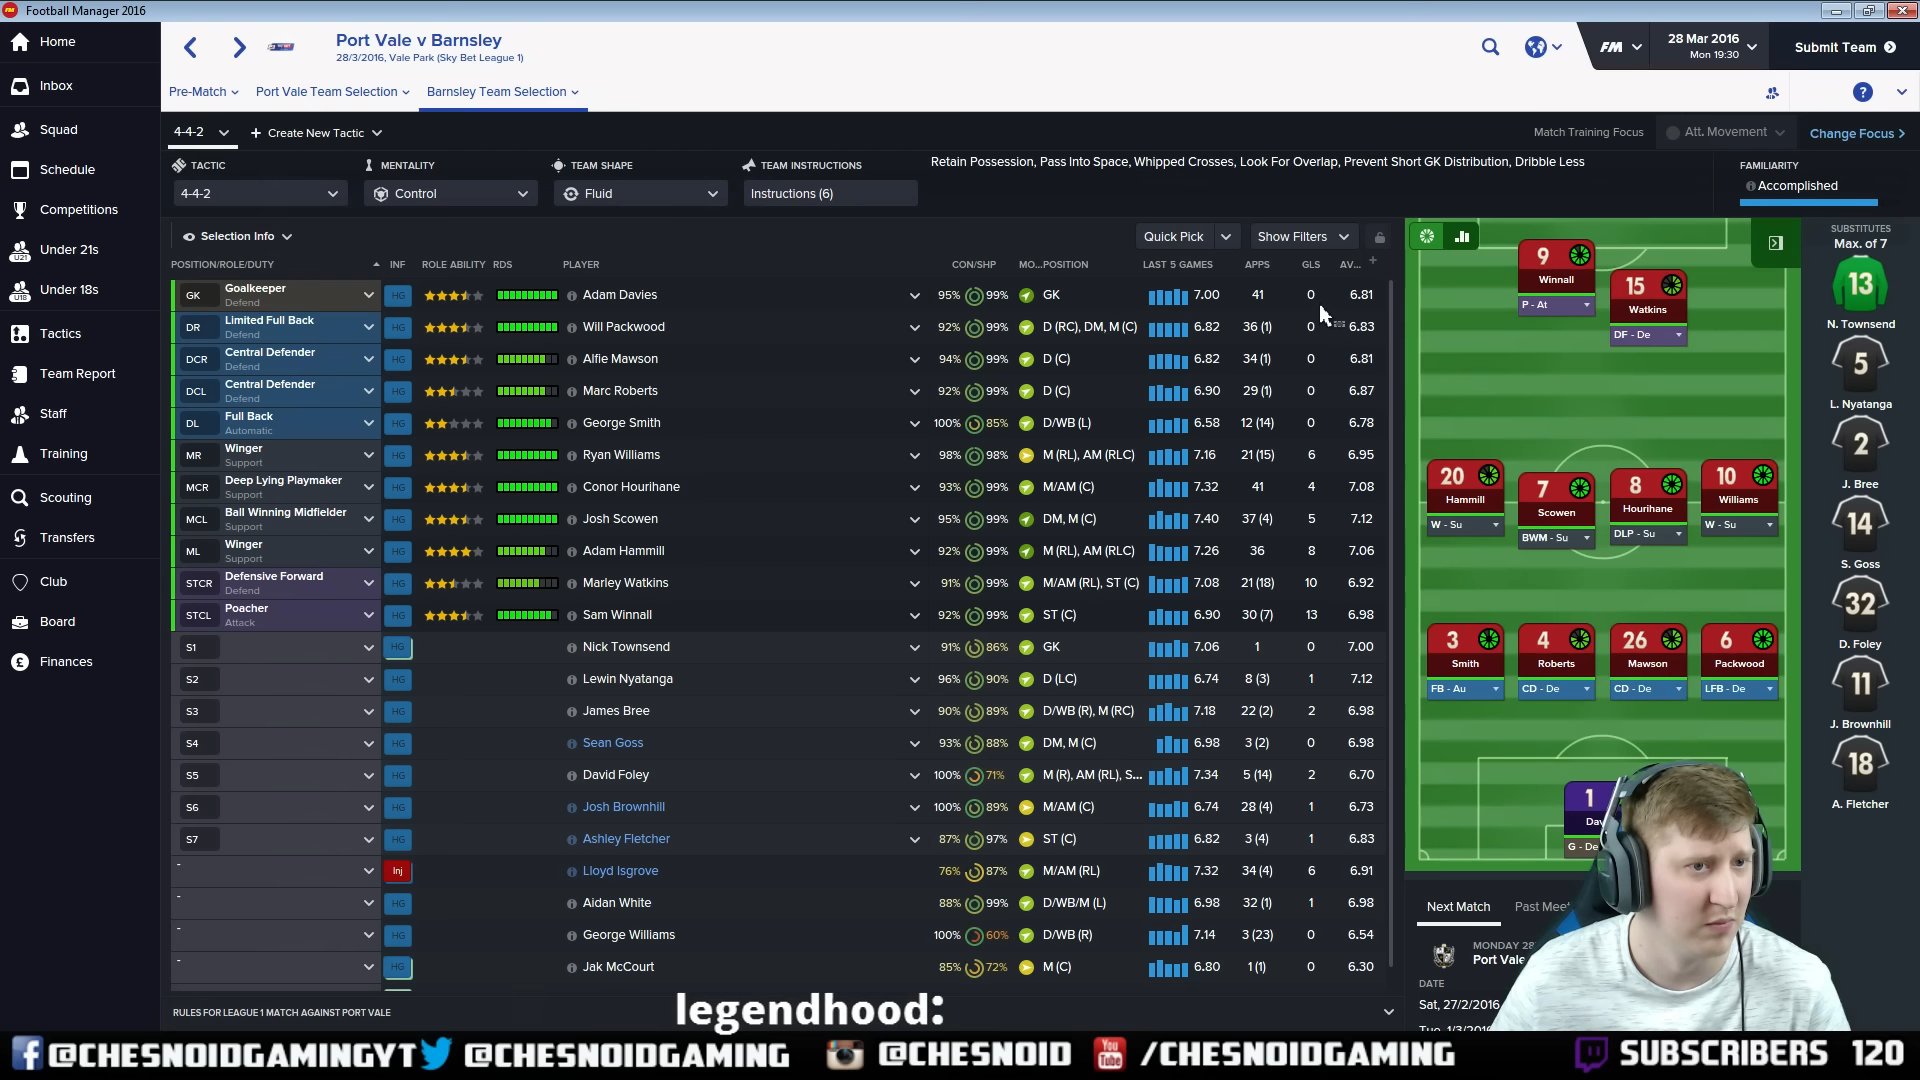 Football Manager 2016
Home
Inbox
Squad
Schedule
Competitions
Under 21s
Under 18s
Tactics
Team Report
Staff
Training
Scouting
Transfers
Club
Board
Finances
Port Vale v Barnsley
28/3/2016, Vale Park (Sky Bet League 1)
FM
28 Mar 2016
Mon 19:30
Submit Team
Pre-Match
Port Vale Team Selection
Barnsley Team Selection
4-4-2
+ Create New Tactic
Match Training Focus
Att. Movement
Change Focus >
TACTIC
4-4-2
MENTALITY
Control
TEAM SHAPE
Fluid
TEAM INSTRUCTIONS
Instructions (6)
Retain Possession, Pass Into Space, Whipped Crosses, Look For Overlap, Prevent Short GK Distribution, Dribble Less
FAMILIARITY
Accomplished
Selection Info
Quick Pick
Show Filters
POSITION/ROLE/DUTY INF ROLE ABILITY RDS PLAYER CON/SHP MO... POSITION LAST 5 GAMES APPS GLS AV...
GK Goalkeeper Defend HG Adam Davies 95% 99% GK 7.00 41 0 6.81
DR Limited Full Back Defend HG Will Packwood 92% 99% D (RC), DM, M (C) 6.82 36 (1) 0 6.83
DCR Central Defender Defend HG Alfie Mawson 94% 99% D (C) 6.82 34 (1) 0 6.81
DCL Central Defender Defend HG Marc Roberts 92% 99% D (C) 6.90 29 (1) 0 6.87
DL Full Back Automatic HG George Smith 100% 85% D/WB (L) 6.58 12 (14) 0 6.78
MR Winger Support HG Ryan Williams 98% 98% M (RL), AM (RLC) 7.16 21 (15) 6 6.95
MCR Deep Lying Playmaker Support HG Conor Hourihane 93% 99% M/AM (C) 7.32 41 4 7.08
MCL Ball Winning Midfielder Support HG Josh Scowen 95% 99% DM, M (C) 7.40 37 (4) 5 7.12
ML Winger Support HG Adam Hammill 92% 99% M (RL), AM (RLC) 7.26 36 8 7.06
STCR Defensive Forward Defend HG Marley Watkins 91% 99% M/AM (RL), ST (C) 7.08 21 (18) 10 6.92
STCL Poacher Attack HG Sam Winnall 92% 99% ST (C) 6.90 30 (7) 13 6.98
S1 HG Nick Townsend 91% 86% GK 7.06 1 0 7.00
S2 HG Lewin Nyatanga 96% 90% D (LC) 6.74 8 (3) 1 7.12
S3 HG James Bree 90% 89% D/WB (R), M (RC) 7.18 22 (2) 2 6.98
S4 HG Sean Goss 93% 88% DM, M (C) 6.98 3 (2) 0 6.98
S5 HG David Foley 100% 71% M (R), AM (RL), S... 7.34 5 (14) 2 6.70
S6 HG Josh Brownhill 100% 89% M/AM (C) 6.74 28 (4) 1 6.73
S7 HG Ashley Fletcher 87% 97% ST (C) 6.82 3 (4) 1 6.83
- Inj Lloyd Isgrove 76% 87% M/AM (RL) 7.32 34 (4) 6 6.91
- HG Aidan White 88% 99% D/WB/M (L) 6.98 32 (1) 1 6.98
- HG George Williams 100% 60% D/WB (R) 7.14 3 (23) 0 6.54
- HG Jak McCourt 85% 72% M (C) 6.80 1 (1) 0 6.30
RULES FOR LEAGUE 1 MATCH AGAINST PORT VALE
9 Winnall P - At
15 Watkins DF - De
20 Hammill W - Su
7 Scowen BWM - Su
8 Hourihane DLP - Su
10 Williams W - Su
3 Smith FB - Au
4 Roberts CD - De
26 Mawson CD - De
6 Packwood LFB - De
1
Dav
G - De
SUBSTITUTES
Max. of 7
13
N. Townsend
5
L. Nyatanga
2
J. Bree
14
S. Goss
32
D. Foley
11
J. Brownhill
18
A. Fletcher
Next Match
Past Mee
MONDAY 28
Port Vale
DATE
Sat, 27/2/2016
Tue, 1/3/2016
legendhood:
@CHESNOIDGAMINGYT @CHESNOIDGAMING @CHESNOID You Tube /CHESNOIDGAMING SUBSCRIBERS 120